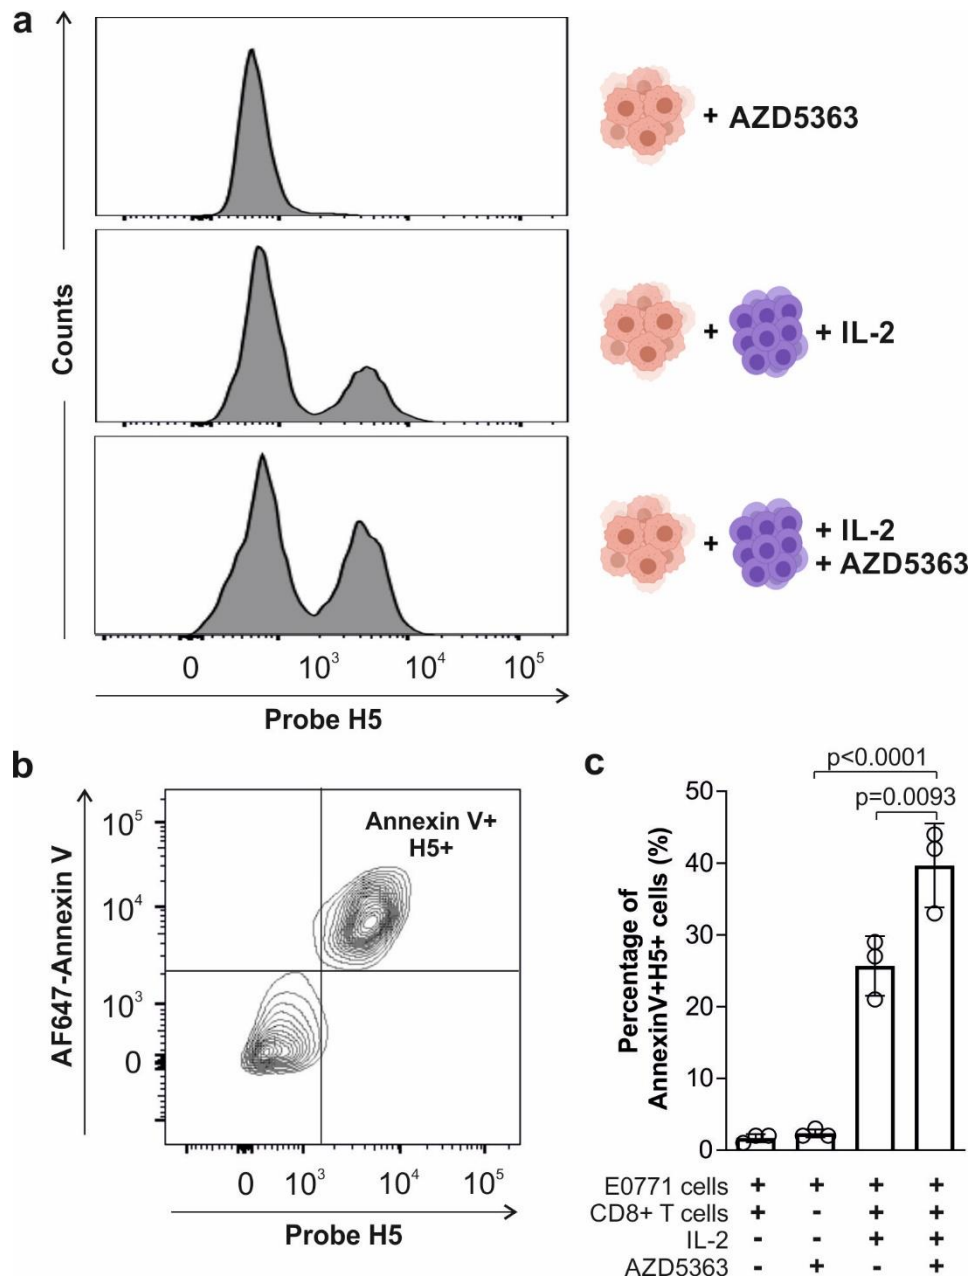 a
Counts
+ AZD5363
+ + IL-2
+ + IL-2
+ AZD5363
0 10³ 10⁴ 10⁵
Probe H5
b
AF647-Annexin V
10⁵
10⁴
10³
0
Annexin V+
H5+
0 10³ 10⁴ 10⁵
Probe H5
c
p<0.0001
p=0.0093
Percentage of
AnnexinV+H5+ cells (%)
50
40
30
20
10
0
E0771 cells + + + +
CD8+ T cells + - + +
IL-2 - - + +
AZD5363 - + - +